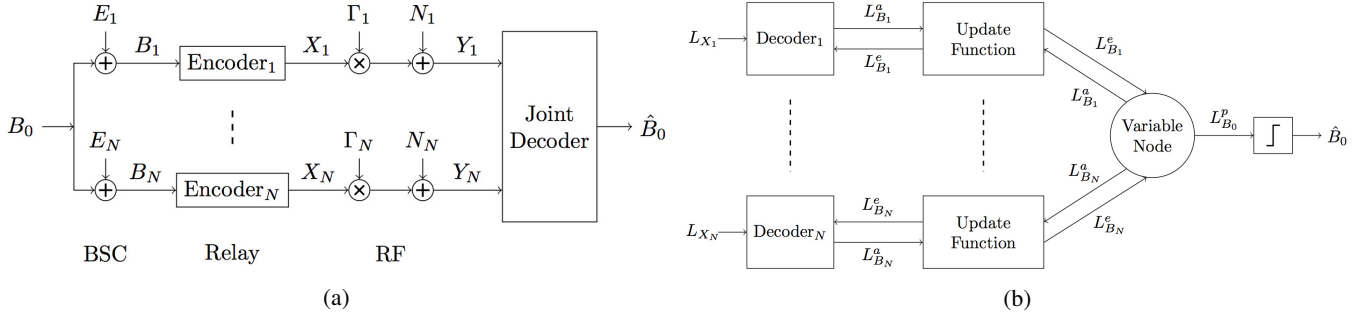 E_1
Γ_1
N_1
B_1
Encoder_1
X_1
Y_1
B_0
Joint
Decoder
B̂_0
E_N
Γ_N
N_N
B_N
Encoder_N
X_N
Y_N
BSC
Relay
RF
(a)
L_{X_1}
Decoder_1
L^a_{B_1}
L^e_{B_1}
Update
Function
L^e_{B_1}
L^a_{B_1}
Variable
Node
L^p_{B_0}
B̂_0
L^a_{B_N}
L^e_{B_N}
L_{X_N}
Decoder_N
L^e_{B_N}
L^a_{B_N}
Update
Function
(b)